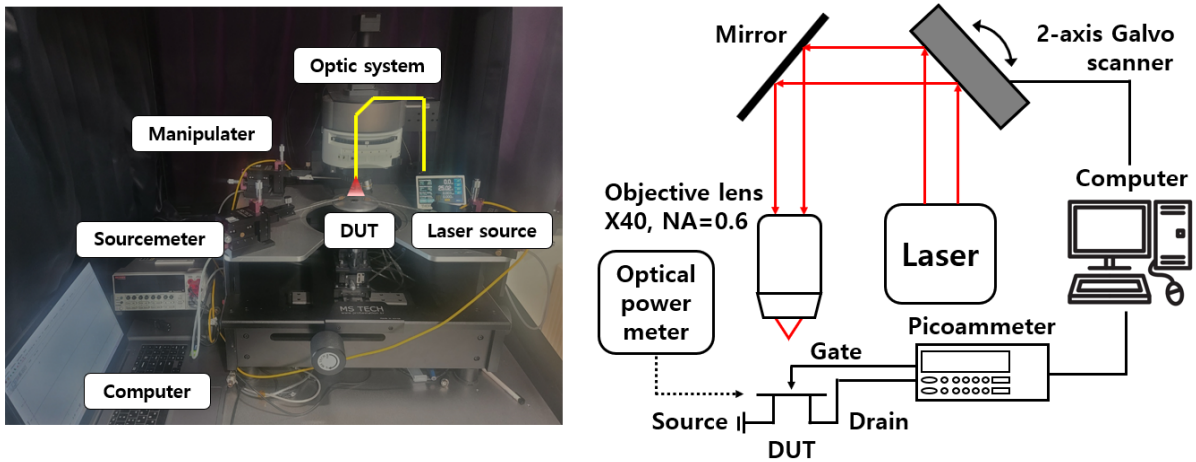 Optic system
Manipulater
Sourcemeter
DUT
Laser source
MS TECH
Computer
Mirror
2-axis Galvo
scanner
Objective lens
X40, NA=0.6
Laser
Computer
Optical
power
meter
Picoammeter
Gate
Source
Drain
DUT